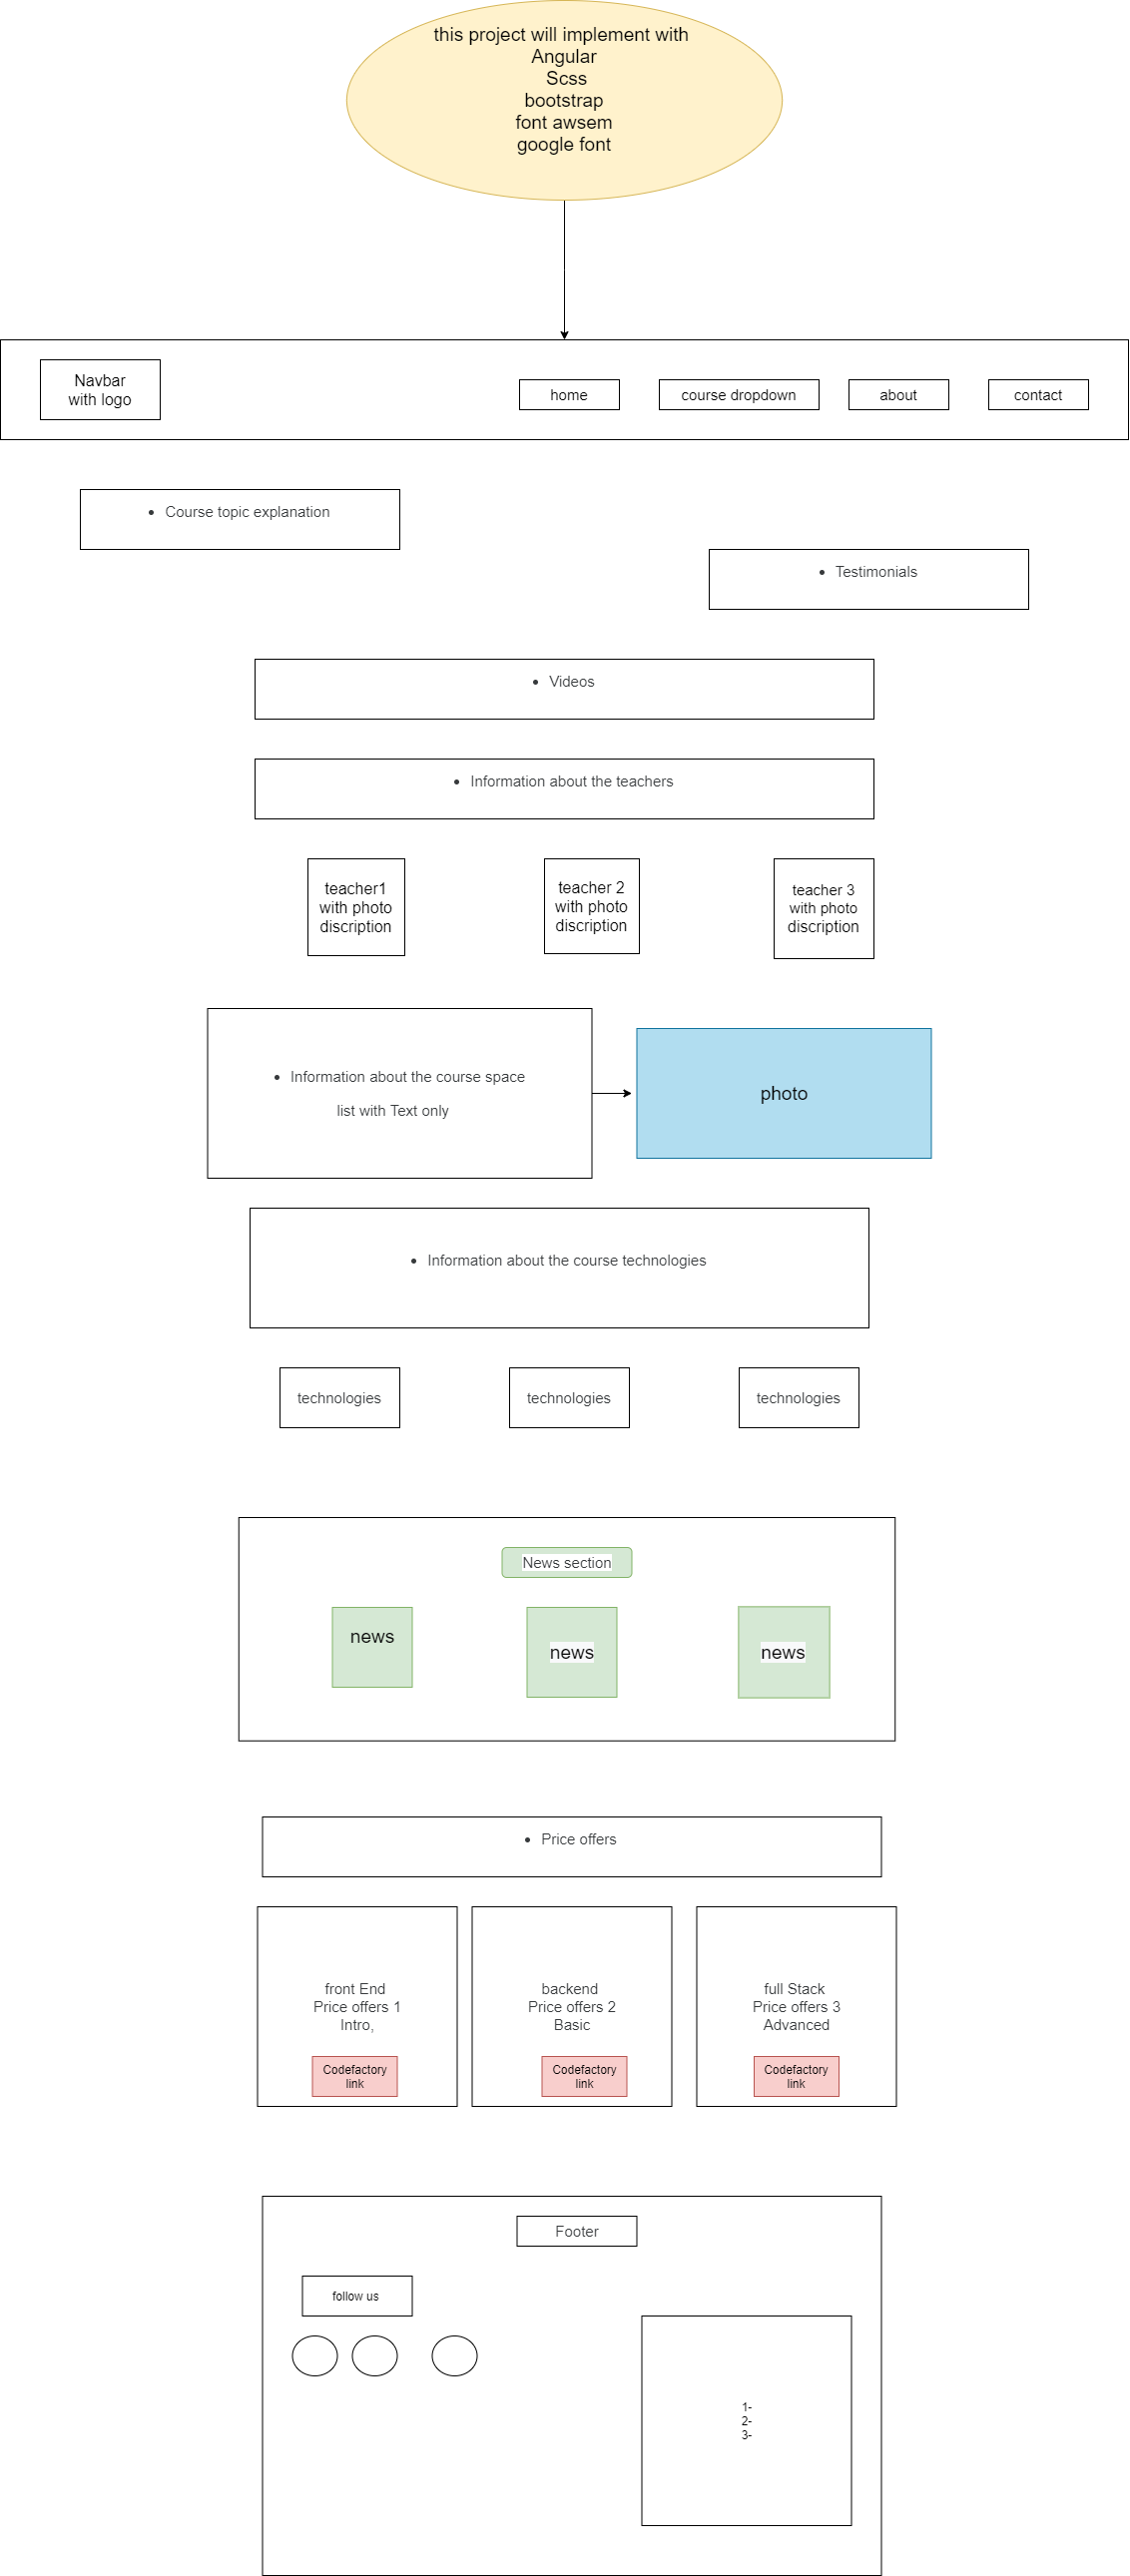 this project will implement with
Angular
Scss
bootstrap
font awsem
google font
Navbar
with logo
home
course dropdown
about
contact
• Course topic explanation
• Testimonials
• Videos
• Information about the teachers
teacher1
with photo
discription
teacher 2
with photo
discription
teacher 3
with photo
discription
• Information about the course space
list with Text only
photo
• Information about the course technologies
technologies
technologies
technologies
News section
news
news
news
• Price offers
front End
Price offers 1
Intro,
Codefactory
link
backend
Price offers 2
Basic
Codefactory
link
full Stack
Price offers 3
Advanced
Codefactory
link
Footer
follow us
1-
2-
3-